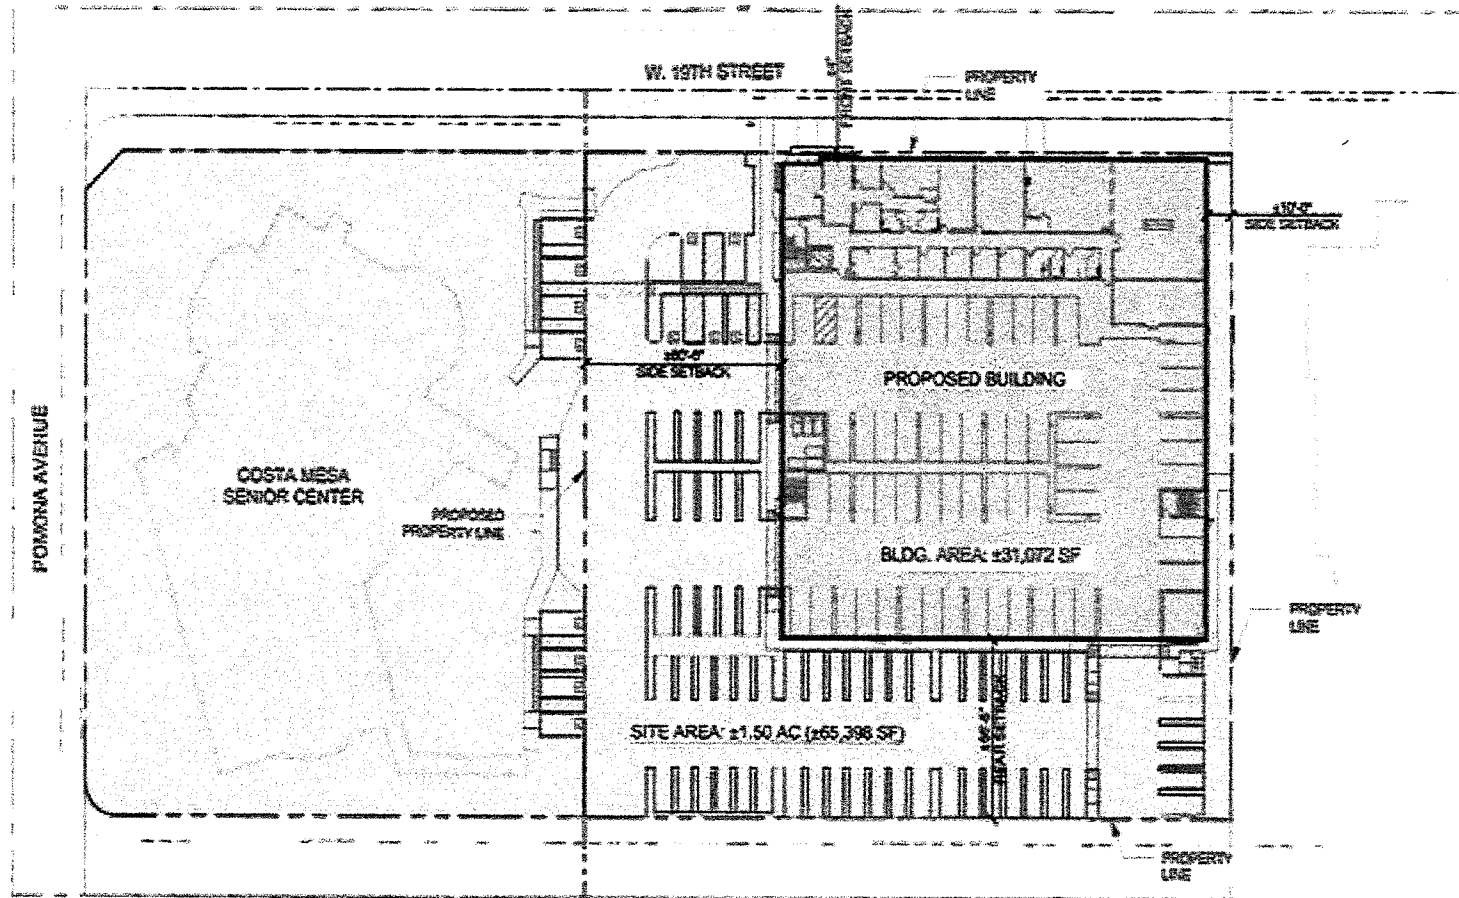 W. 19TH STREET
PROPERTY
LINE
FRONT SETBACK
±10'-0"
SIDE SETBACK
SIDE SETBACK
PROPOSED BUILDING
POMONA AVENUE
COSTA MESA
SENIOR CENTER
PROPOSED
PROPERTY LINE
BLDG. AREA: ±31,072 SF
PROPERTY
LINE
SITE AREA: ±1.50 AC (±65,398 SF)
REAR SETBACK
PROPERTY
LINE